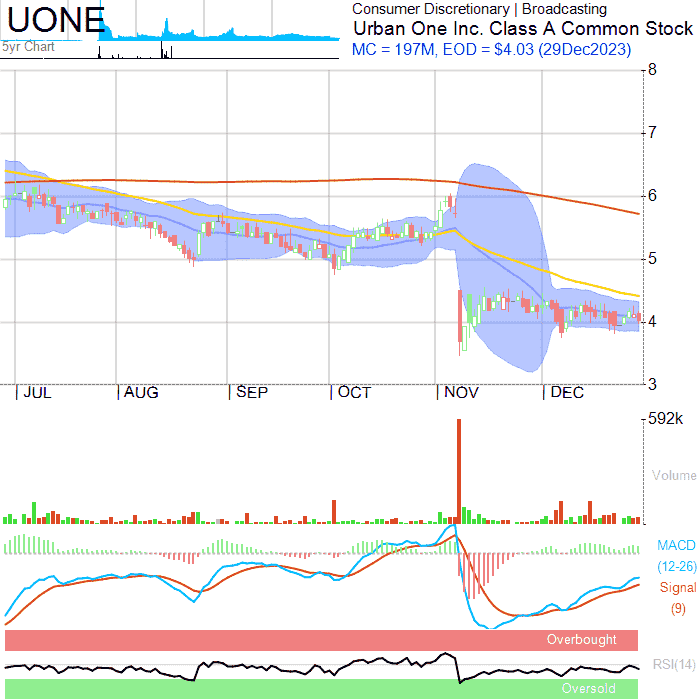 UONE
5yr Chart
Consumer Discretionary | Broadcasting
Urban One Inc. Class A Common Stock
MC = 197M, EOD = $4.03 (29Dec2023)
8
7
6
5
4
3
JUL AUG SEP OCT NOV DEC
592k
Volume
MACD
(12-26)
Signal
(9)
Overbought
RSI(14)
Oversold